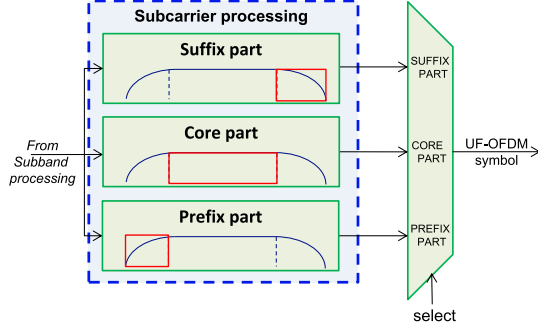 Subcarrier processing
Suffix part
SUFFIX
PART
From
Subband
processing
Core part
CORE
PART
UF-OFDM
symbol
Prefix part
PREFIX
PART
select